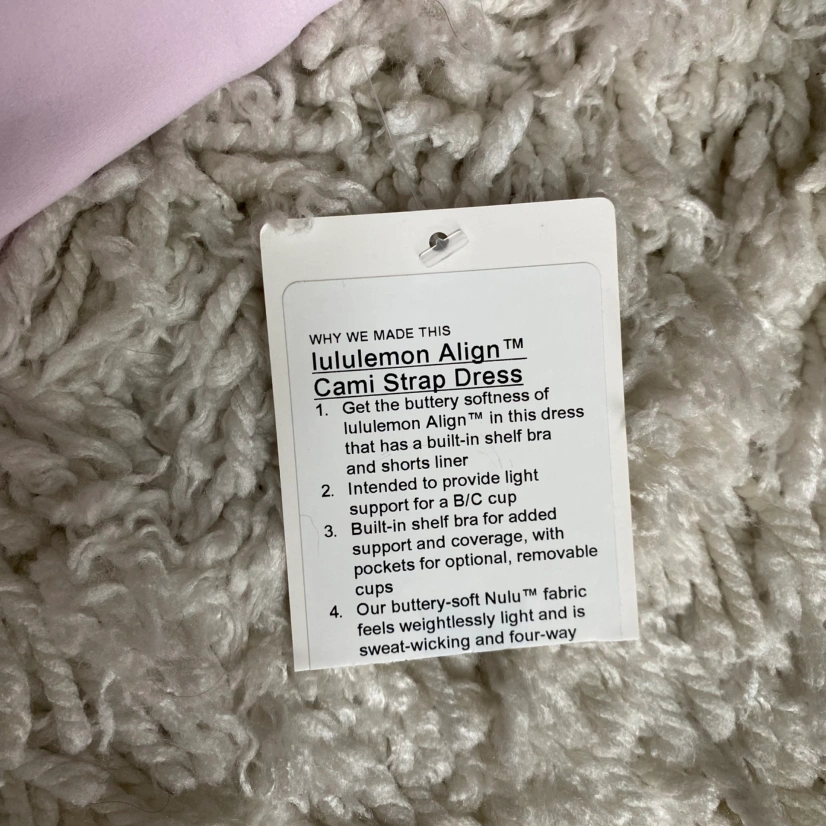 WHY WE MADE THIS
lululemon Align™
Cami Strap Dress
1. Get the buttery softness of
lululemon Align™ in this dress
that has a built-in shelf bra
and shorts liner
2. Intended to provide light
support for a B/C cup
3. Built-in shelf bra for added
support and coverage, with
pockets for optional, removable
cups
4. Our buttery-soft Nulu™ fabric
feels weightlessly light and is
sweat-wicking and four-way